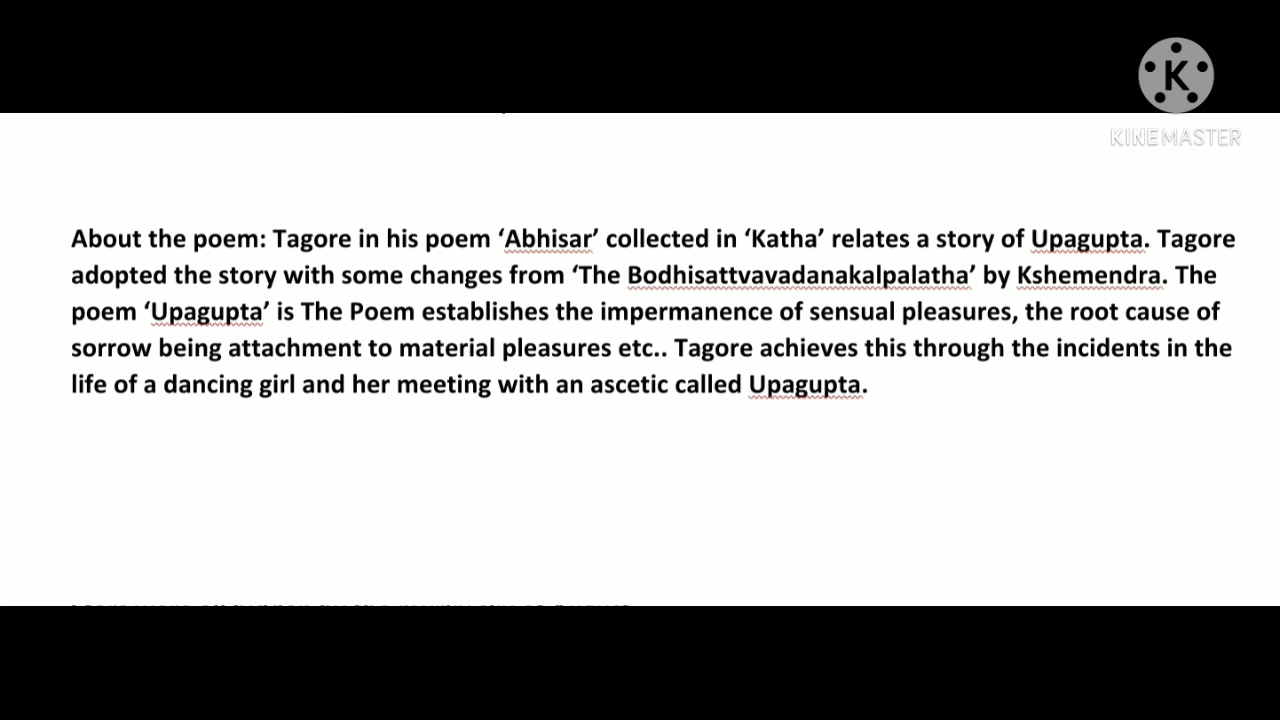 K
KINEMASTER
About the poem: Tagore in his poem ‘Abhisar’ collected in ‘Katha’ relates a story of Upagupta. Tagore
adopted the story with some changes from ‘The Bodhisattvavadanakalpalatha’ by Kshemendra. The
poem ‘Upagupta’ is The Poem establishes the impermanence of sensual pleasures, the root cause of
sorrow being attachment to material pleasures etc.. Tagore achieves this through the incidents in the
life of a dancing girl and her meeting with an ascetic called Upagupta.